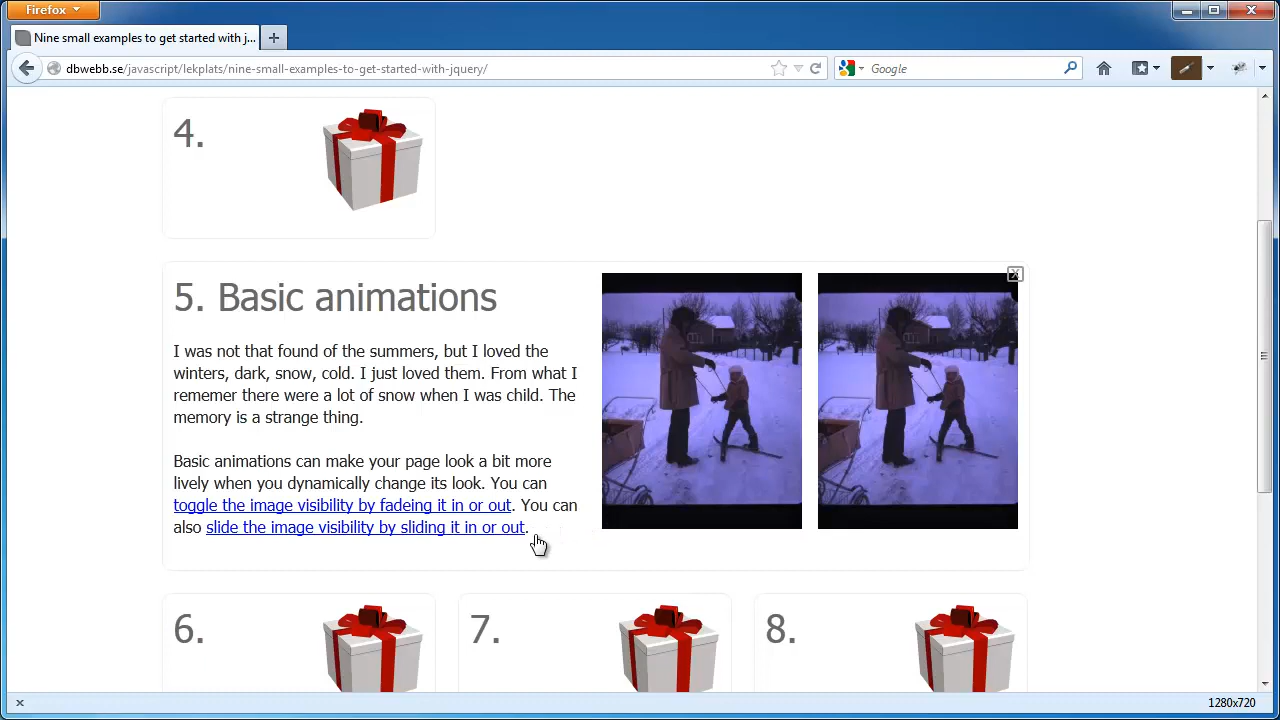 Firefox
Nine small examples to get started with j...
dbwebb.se/javascript/lekplats/nine-small-examples-to-get-started-with-jquery/
Google
4.
5. Basic animations
I was not that found of the summers, but I loved the
winters, dark, snow, cold. I just loved them. From what I
rememer there were a lot of snow when I was child. The
memory is a strange thing.
Basic animations can make your page look a bit more
lively when you dynamically change its look. You can
toggle the image visibility by fadeing it in or out. You can
also slide the image visibility by sliding it in or out.
6.
7.
8.
1280x720